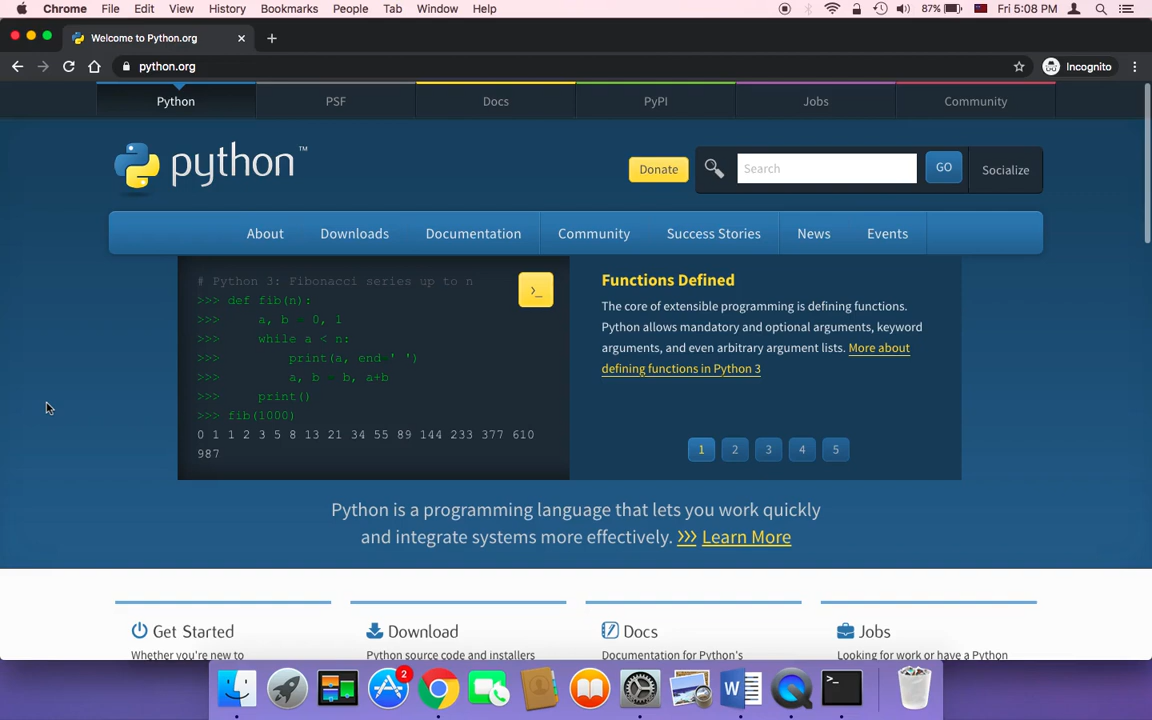 Chrome File Edit View History Bookmarks People Tab Window Help 87% Fri 5:08 PM
Welcome to Python.org
python.org Incognito
Python PSF Docs PyPI Jobs Community
python™
Donate Search GO Socialize
About Downloads Documentation Community Success Stories News Events
# Python 3: Fibonacci series up to n
>>> def fib(n):
>>> a, b = 0, 1
>>> while a < n:
>>> print(a, end=' ')
>>> a, b = b, a+b
>>> print()
>>> fib(1000)
0 1 1 2 3 5 8 13 21 34 55 89 144 233 377 610
987
>_
Functions Defined
The core of extensible programming is defining functions.
Python allows mandatory and optional arguments, keyword
arguments, and even arbitrary argument lists. More about
defining functions in Python 3
1 2 3 4 5
Python is a programming language that lets you work quickly
and integrate systems more effectively. >>> Learn More
Get Started
Whether you're new to
Download
Python source code and installers
Docs
Documentation for Python's
Jobs
Looking for work or have a Python
2
W
>_